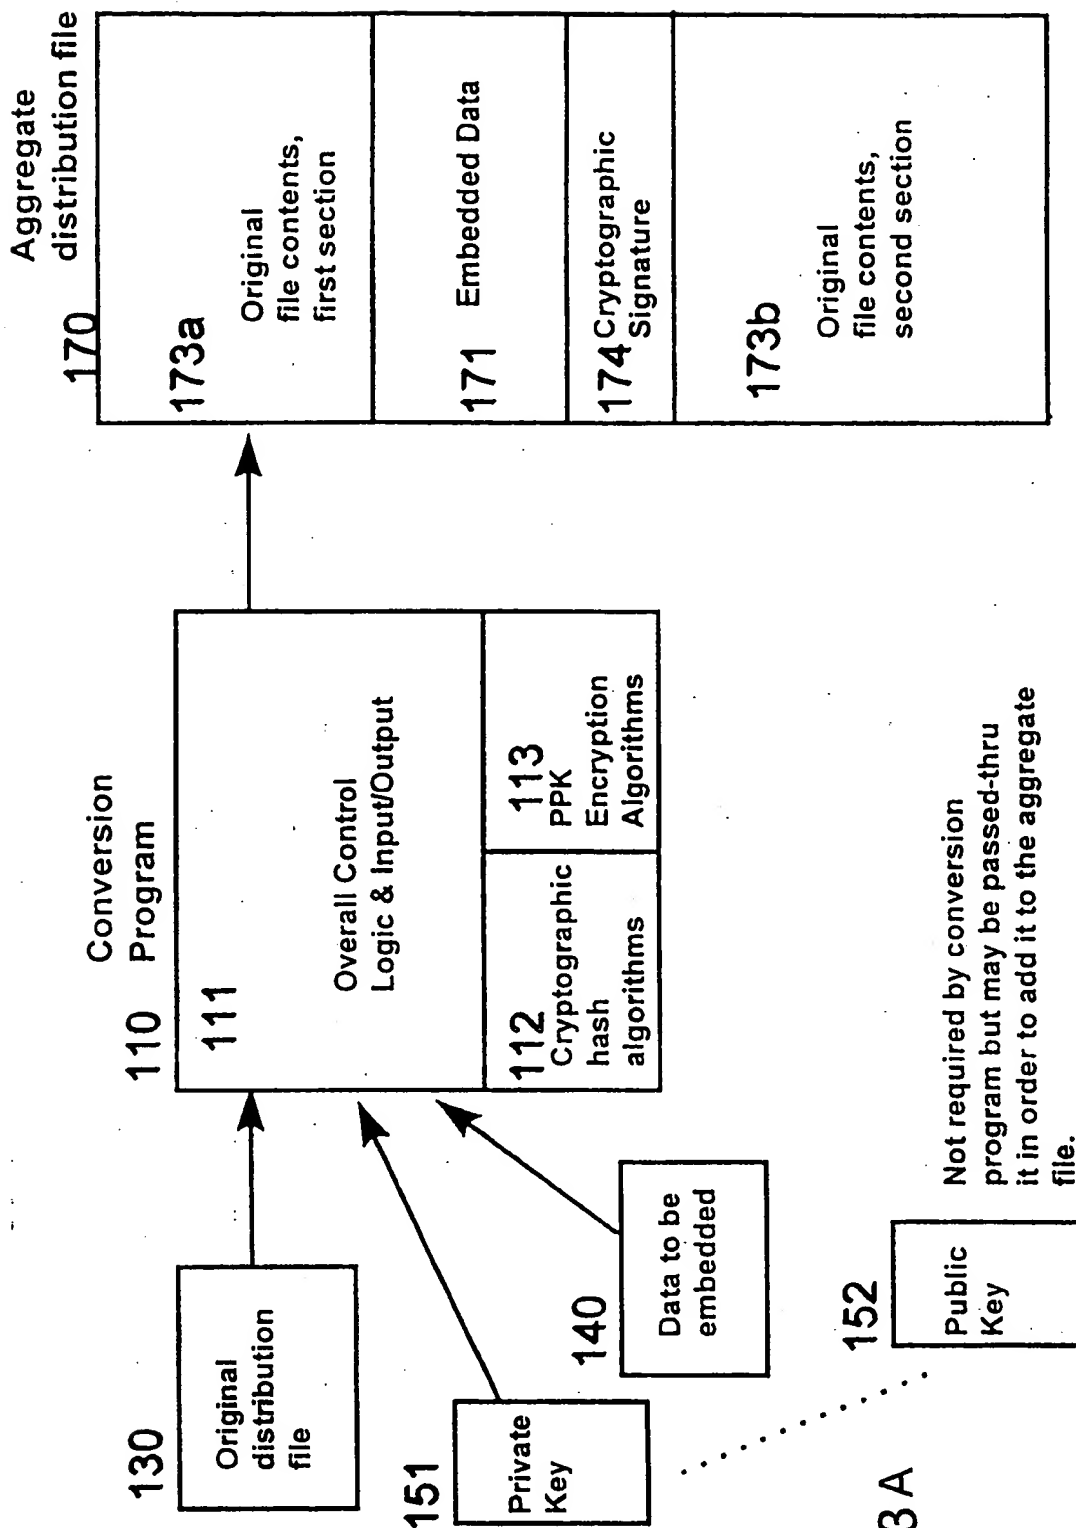 130
Original
distribution
file
151
Private
Key
140
Data to be
embedded
152
Public
Key
Not required by conversion
program but may be passed-thru
it in order to add it to the aggregate
file.
Conversion
110 Program
111
Overall Control
Logic & Input/Output
112
Cryptographic
hash
algorithms
113
PPK
Encryption
Algorithms
Aggregate
distribution file
170
173a
Original
file contents,
first section
171 Embedded Data
174 Cryptographic
Signature
173b
Original
file contents,
second section
3 A